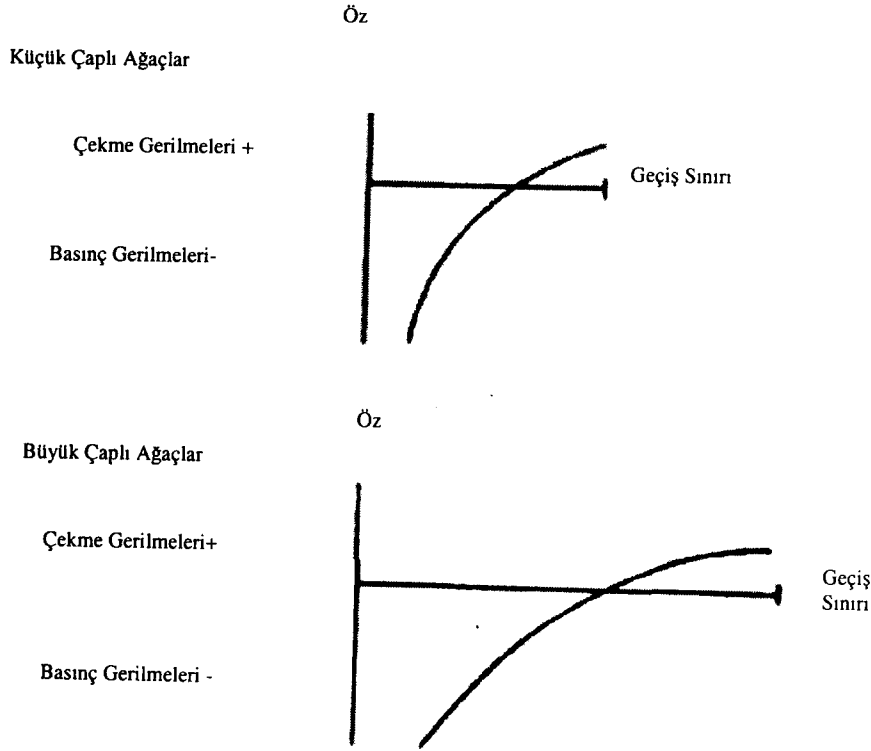 Öz
Küçük Çaplı Ağaçlar
Çekme Gerilmeleri +
Geçiş Sınırı
Basınç Gerilmeleri-
Öz
Büyük Çaplı Ağaçlar
Çekme Gerilmeleri+
Geçiş
Sınırı
Basınç Gerilmeleri -